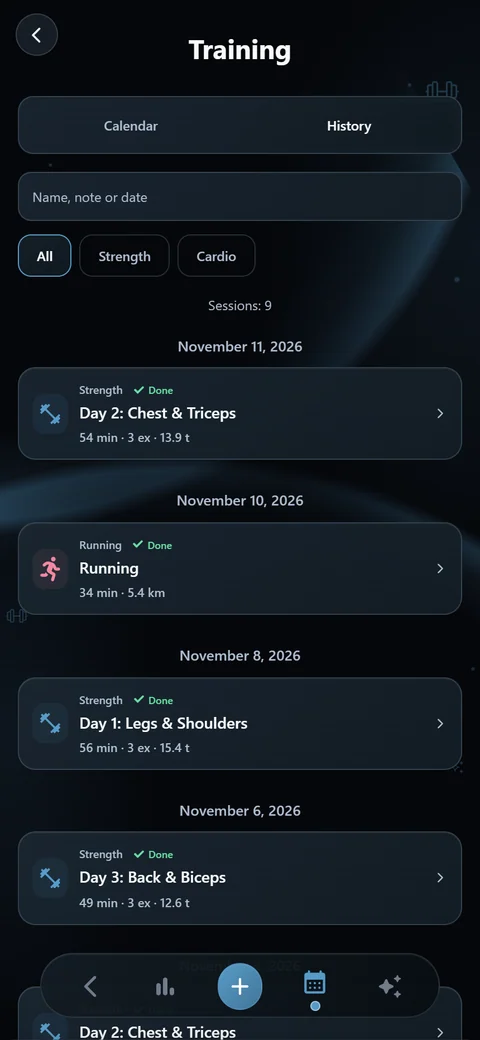 Training
Calendar
History
Name, note or date
All
Strength
Cardio
Sessions: 9
November 11, 2026
Strength Done
Day 2: Chest & Triceps
54 min · 3 ex · 13.9 t
November 10, 2026
Running Done
Running
34 min · 5.4 km
November 8, 2026
Strength Done
Day 1: Legs & Shoulders
56 min · 3 ex · 15.4 t
November 6, 2026
Strength Done
Day 3: Back & Biceps
49 min · 3 ex · 12.6 t
Day 2: Chest & Triceps